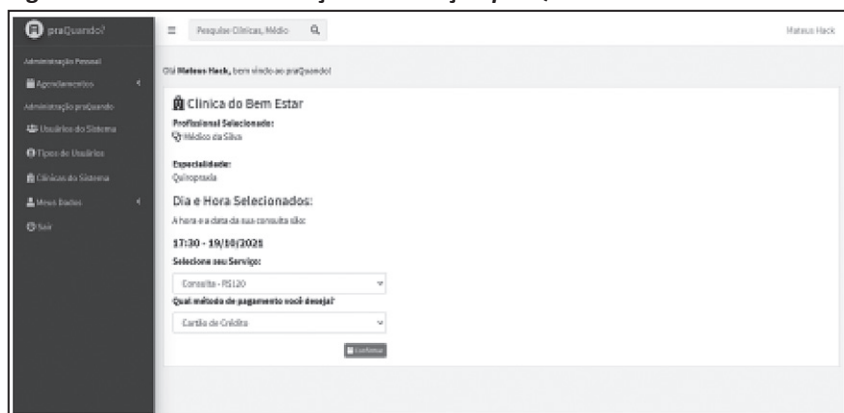 praQuando?
Pesquise Clínicas, Médio
Mateus Hack
Administração Pessoal
Agendamentos
Administração praQuando
Usuários do Sistema
Tipos de Usuários
Clínicas do Sistema
Meus Dados
Sair
Olá Mateus Hack, bem vindo ao praQuando!
Clinica do Bem Estar
Profissional Selecionado:
Médico da Silva
Especialidade:
Quiropraxia
Dia e Hora Selecionados:
A hora e a data da sua consulta são:
17:30 - 19/10/2021
Selecione seu Serviço:
Consulta - R$120
Qual método de pagamento você deseja?
Cartão de Crédito
Confirmar